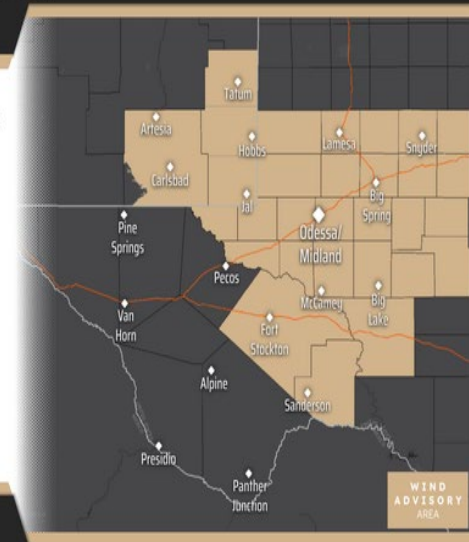 Tatum
Artesia
Hobbs
Lamesa
Snyder
Carlsbad
Big
Spring
Jal
Pine
Springs
Odessa/
Midland
Pecos
Van
Horn
McCamey
Big
Lake
Fort
Stockton
Alpine
Sanderson
Presidio
Panther
Junction
WIND
ADVISORY
AREA